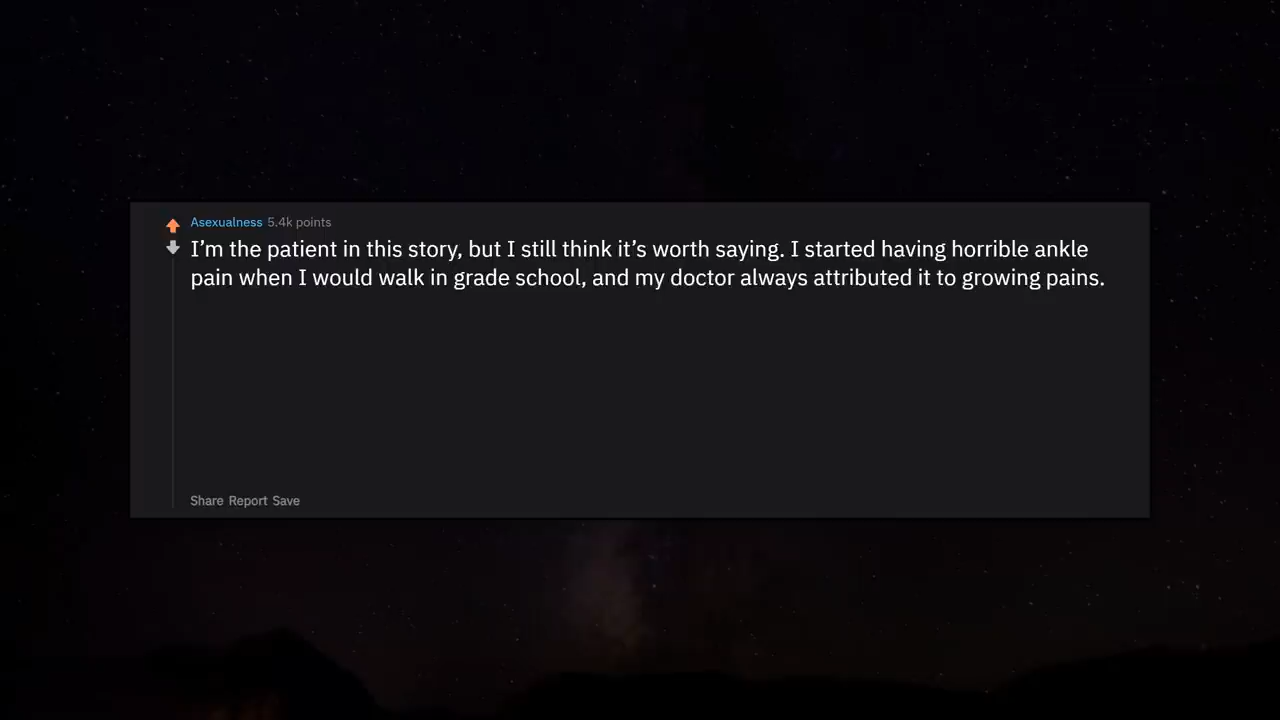 Asexualness 5.4k points
I’m the patient in this story, but I still think it’s worth saying. I started having horrible ankle
pain when I would walk in grade school, and my doctor always attributed it to growing pains.
Share Report Save